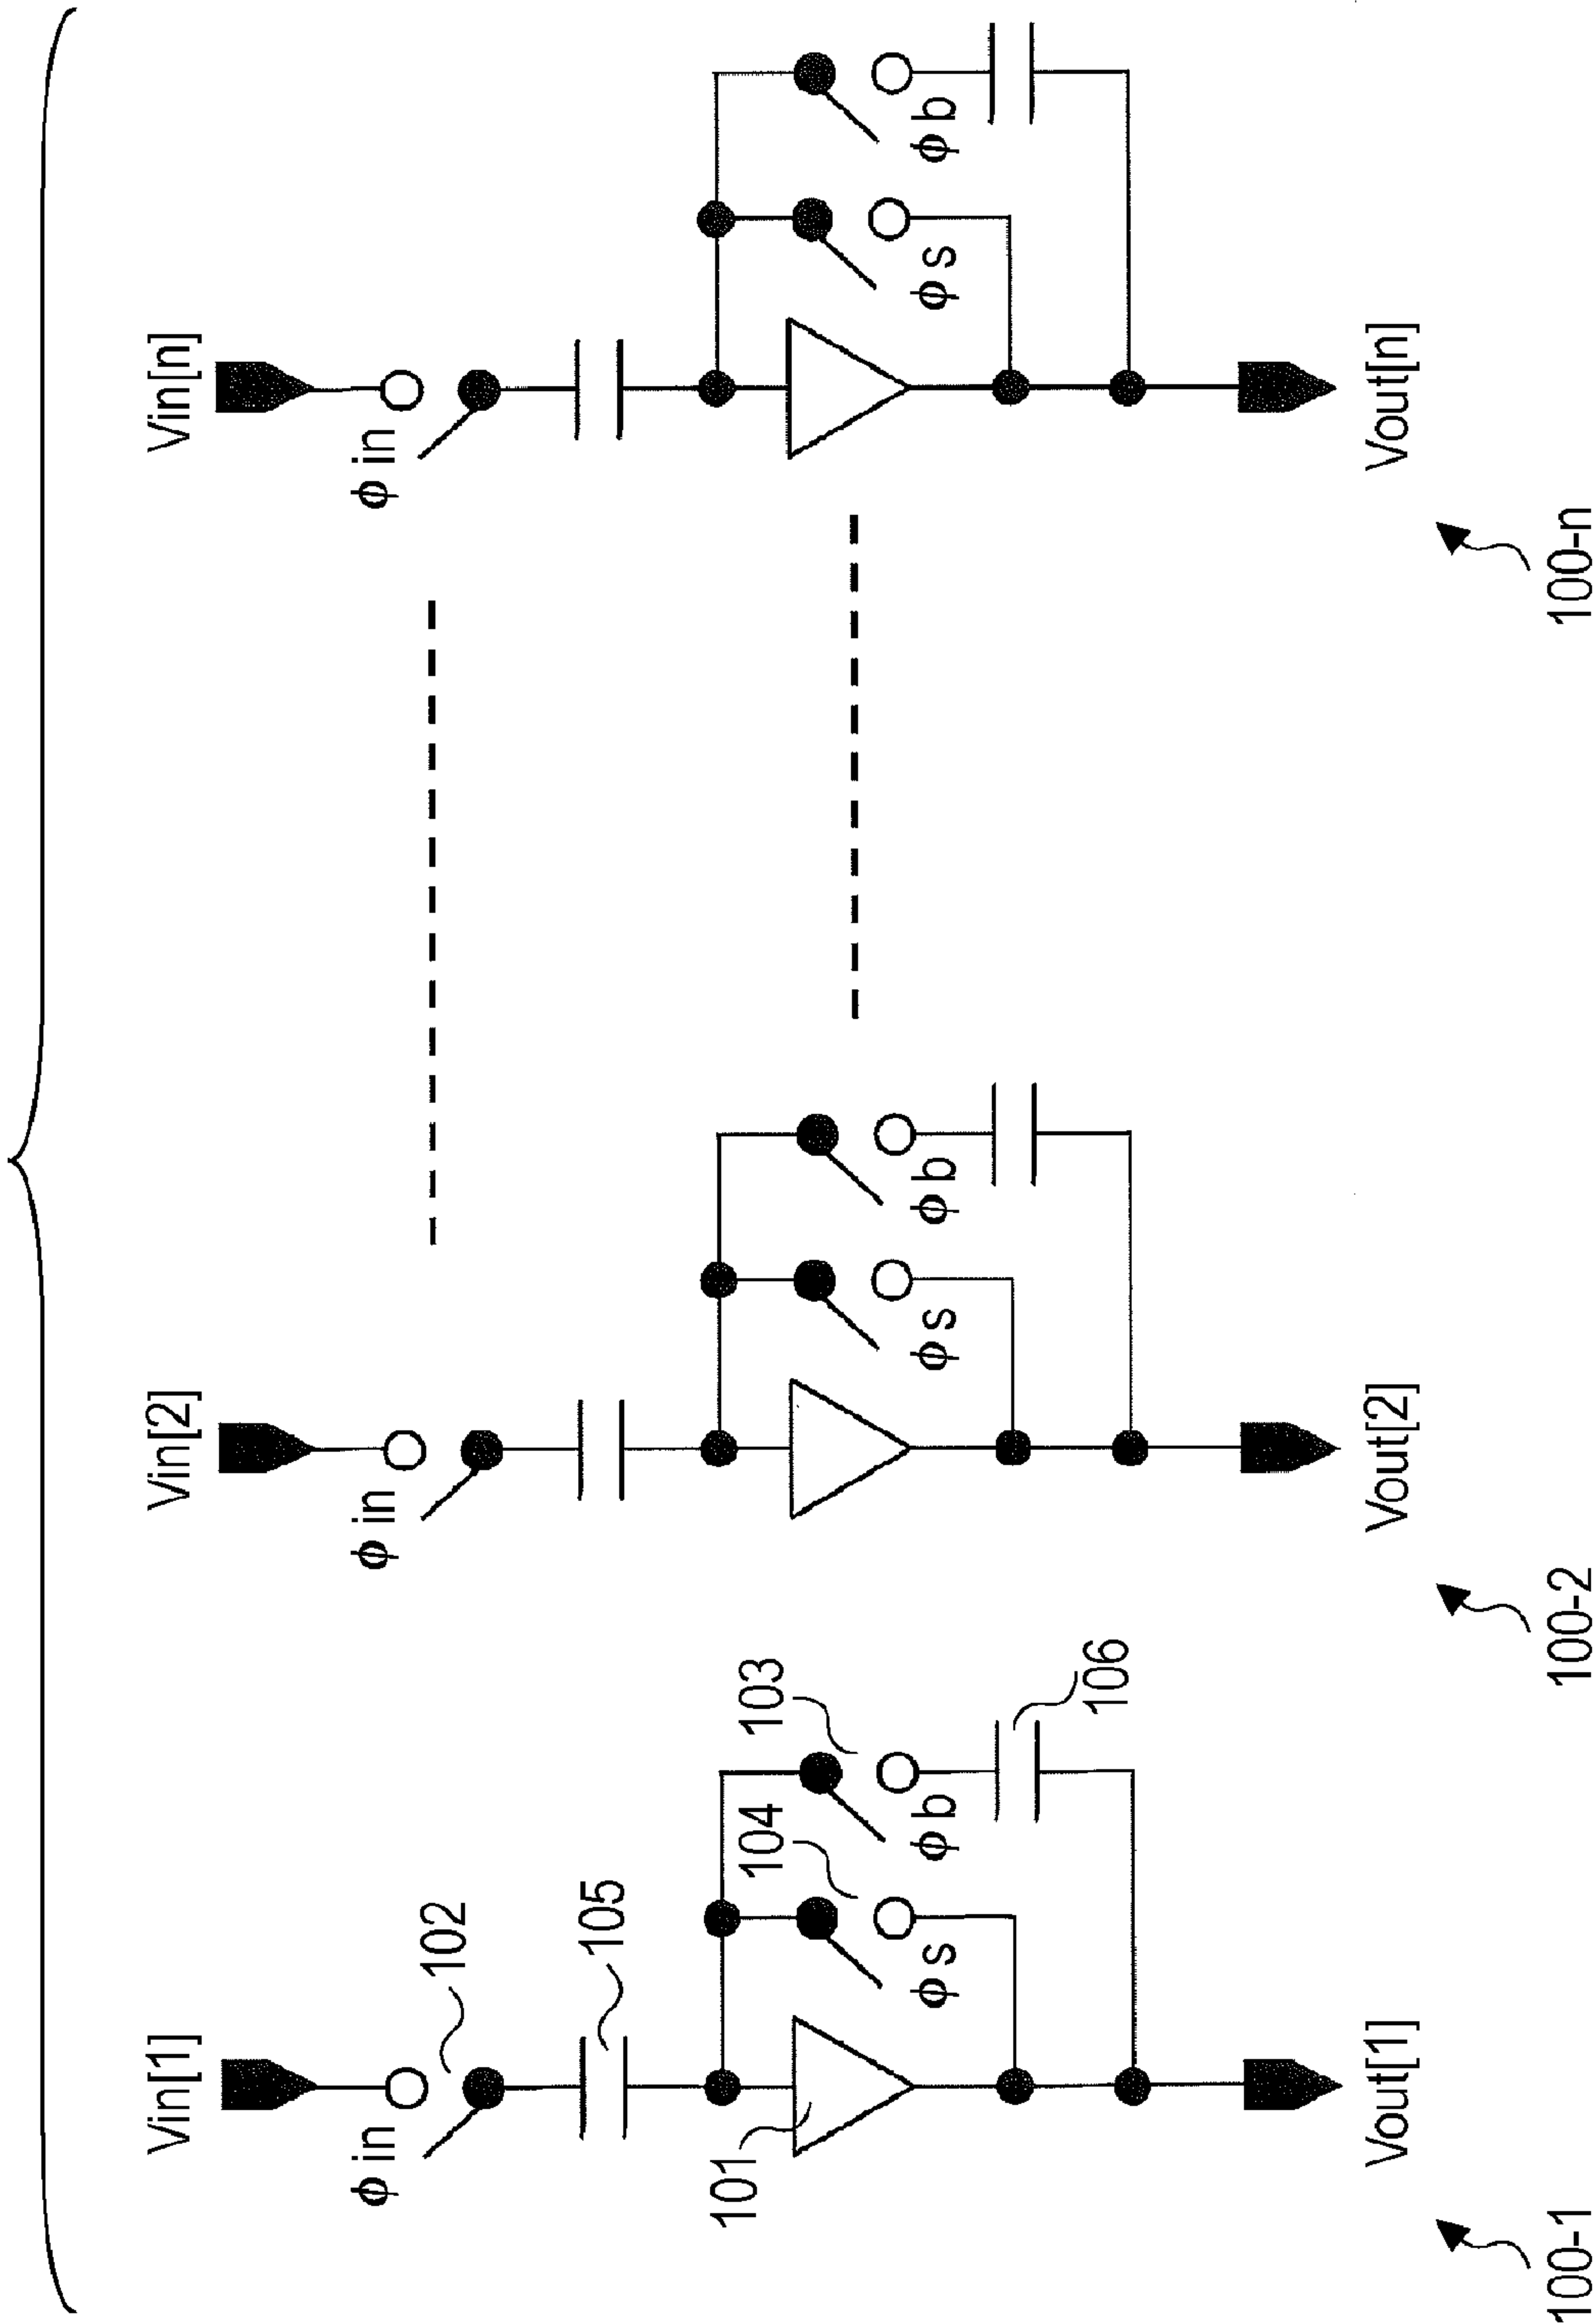 Vin[1]
Vin[2]
Vin[n]
ϕ in
ϕ in
ϕ in
102
105
101
104
103
106
ϕ s
ϕ b
ϕ s
ϕ b
ϕ s
ϕ b
Vout[1]
Vout[2]
Vout[n]
100-1
100-2
100-n